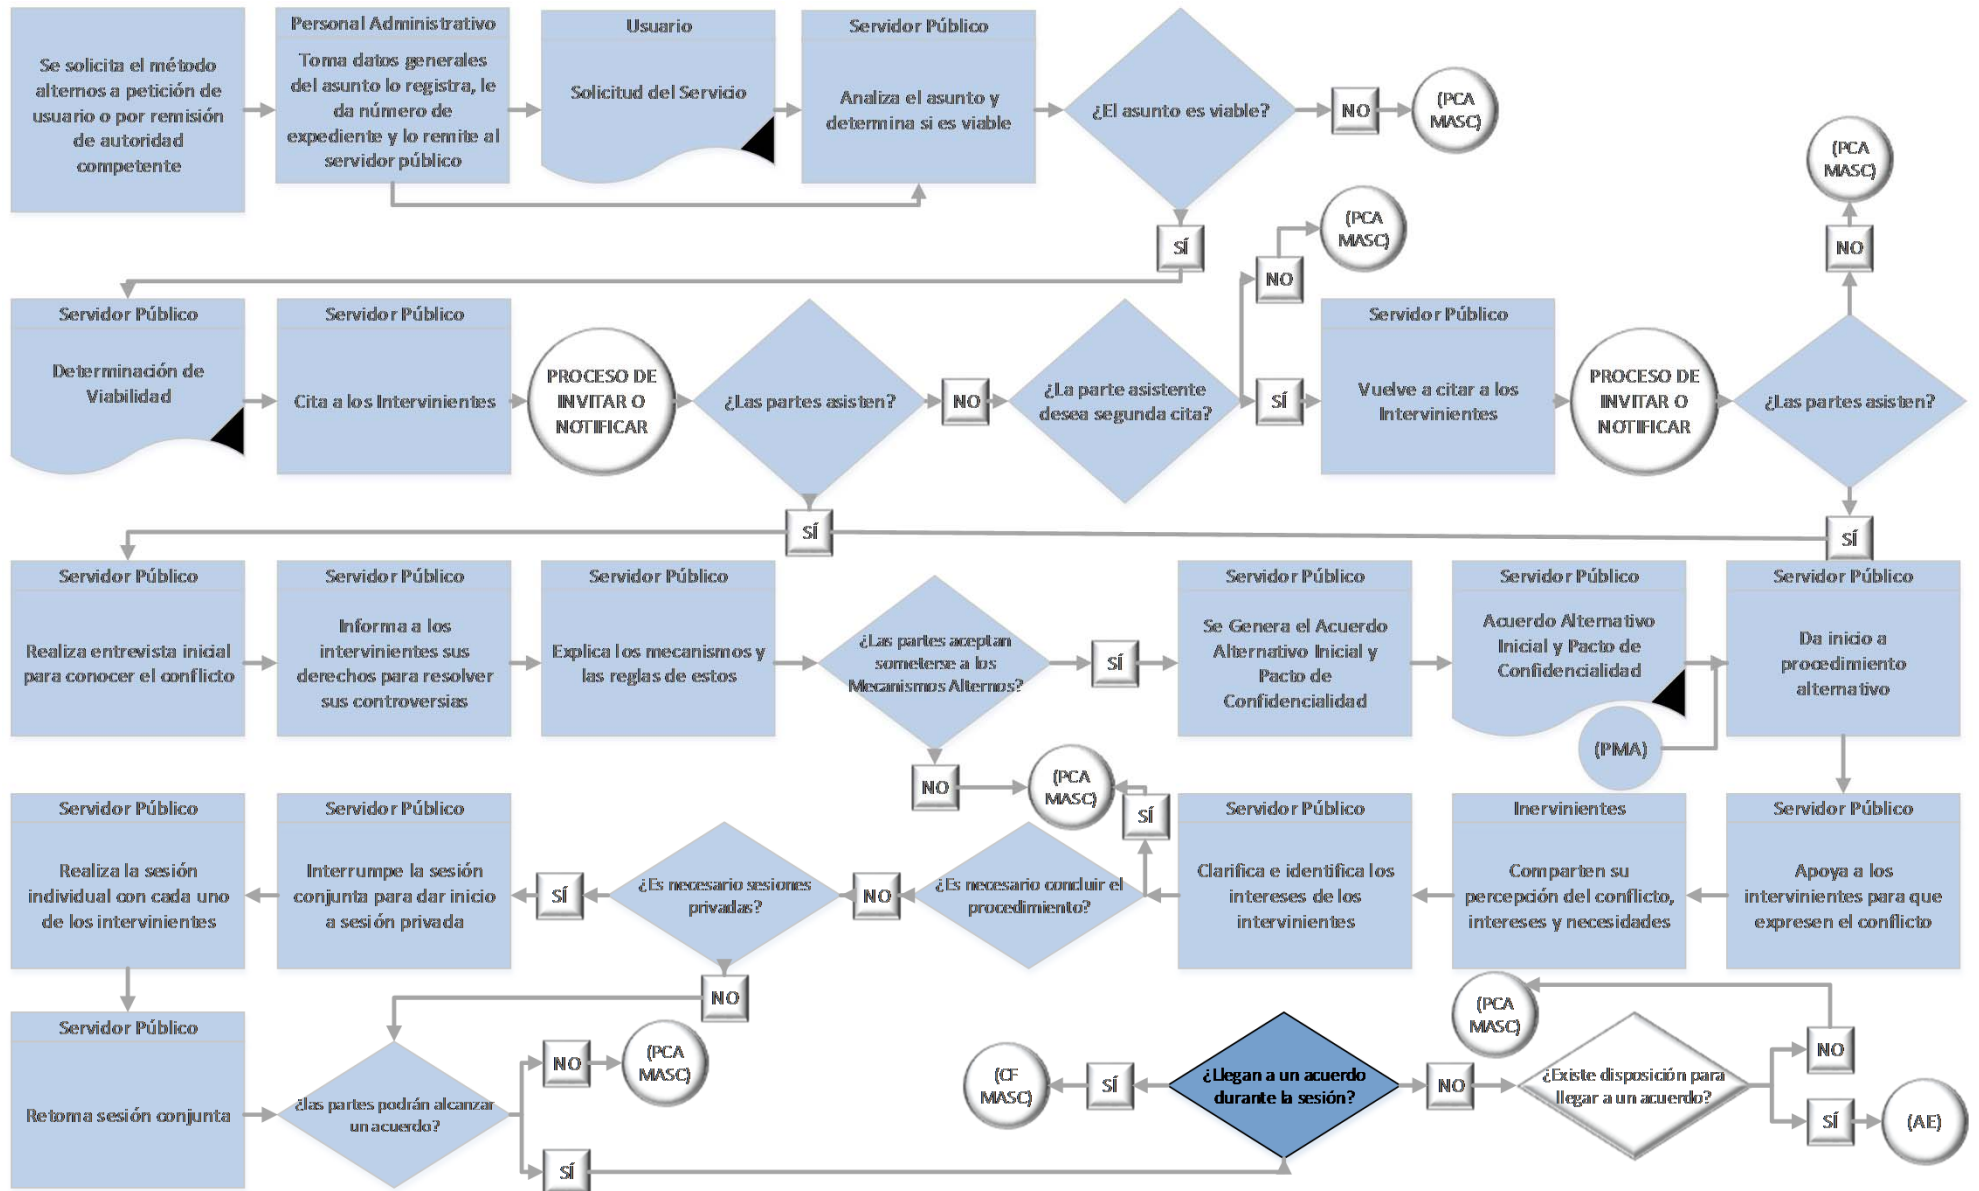 Se solicita el método
alternos a petición de
usuario o por remisión
de autoridad
competente
Personal Administrativo
Toma datos generales
del asunto lo registra, le
da número de
expediente y lo remite al
servidor público
Usuario
Solicitud del Servicio
Servidor Público
Analiza el asunto y
determina si es viable
¿El asunto es viable?
NO
(PCA
MASC)
SÍ
Servidor Público
Determinación de
Viabilidad
Servidor Público
Cita a los Intervinientes
PROCESO DE
INVITAR O
NOTIFICAR
¿Las partes asisten?
NO
¿La parte asistente
desea segunda cita?
NO
(PCA
MASC)
SÍ
Servidor Público
Vuelve a citar a los
Intervinientes
PROCESO DE
INVITAR O
NOTIFICAR
¿Las partes asisten?
NO
(PCA
MASC)
SÍ
SÍ
Servidor Público
Realiza entrevista inicial
para conocer el conflicto
Servidor Público
Informa a los
intervinientes sus
derechos para resolver
sus controversias
Servidor Público
Explica los mecanismos y
las reglas de estos
¿Las partes aceptan
someterse a los
Mecanismos Alternos?
SÍ
NO
(PCA
MASC)
Servidor Público
Se Genera el Acuerdo
Alternativo Inicial y
Pacto de
Confidencialidad
Servidor Público
Acuerdo Alternativo
Inicial y Pacto de
Confidencialidad
(PMA)
Servidor Público
Da inicio a
procedimiento
alternativo
Servidor Público
Apoya a los
intervinientes para que
expresen el conflicto
Inervinientes
Comparten su
percepción del conflicto,
intereses y necesidades
Servidor Público
Clarifica e identifica los
intereses de los
intervinientes
SÍ
¿Es necesario concluir el
procedimiento?
NO
¿Es necesario sesiones
privadas?
SÍ
Servidor Público
Interrumpe la sesión
conjunta para dar inicio
a sesión privada
Servidor Público
Realiza la sesión
individual con cada uno
de los intervinientes
NO
Servidor Público
Retoma sesión conjunta
¿las partes podrán alcanzar
un acuerdo?
NO
(PCA
MASC)
SÍ
¿Llegan a un acuerdo
durante la sesión?
SÍ
(CF
MASC)
NO
¿Existe disposición para
llegar a un acuerdo?
NO
(PCA
MASC)
SÍ
(AE)